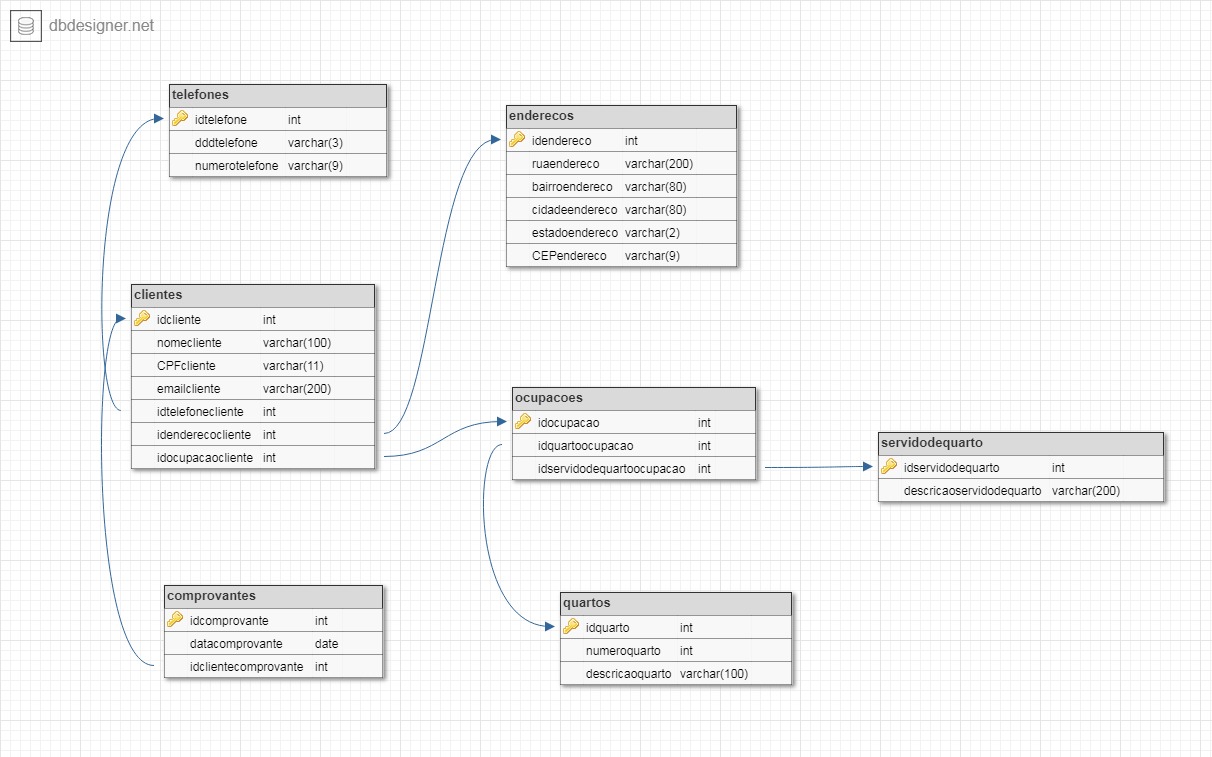 dbdesigner.net
telefones
idtelefone int
dddtelefone varchar(3)
numerotelefone varchar(9)
enderecos
idendereco int
ruaendereco varchar(200)
bairroendereco varchar(80)
cidadeendereco varchar(80)
estadoendereco varchar(2)
CEPendereco varchar(9)
clientes
idcliente int
nomecliente varchar(100)
CPFcliente varchar(11)
emailcliente varchar(200)
idtelefonecliente int
idenderecocliente int
idocupacaocliente int
ocupacoes
idocupacao int
idquartoocupacao int
idservidodequartoocupacao int
servidodequarto
idservidodequarto int
descricaoservidodequarto varchar(200)
comprovantes
idcomprovante int
datacomprovante date
idclientecomprovante int
quartos
idquarto int
numeroquarto int
descricaoquarto varchar(100)